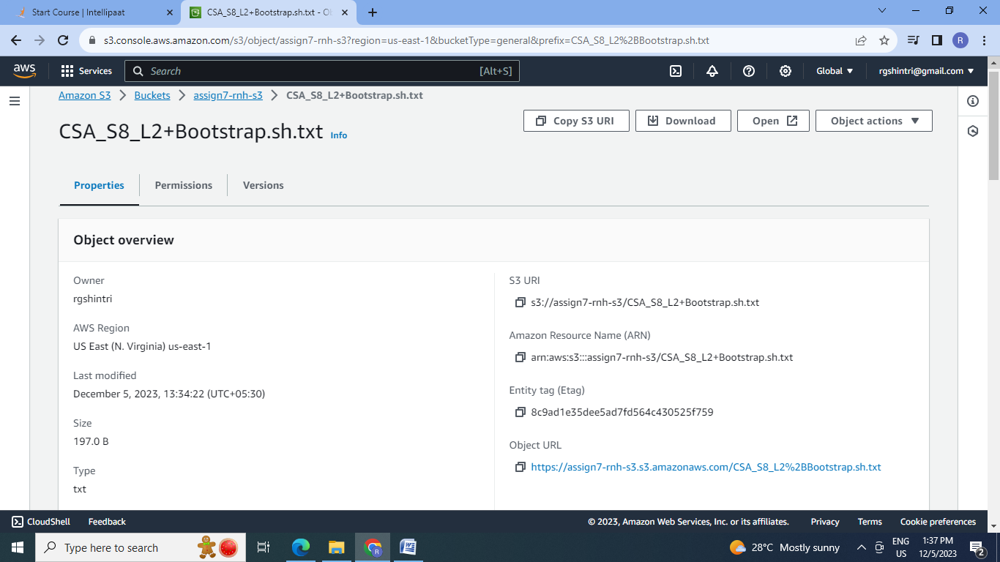 Start Course | Intellipaat
CSA_S8_L2+Bootstrap.sh.txt - Ob
s3.console.aws.amazon.com/s3/object/assign7-rnh-s3?region=us-east-1&bucketType=general&prefix=CSA_S8_L2%2BBootstrap.sh.txt
R
aws
Services
Search
[Alt+S]
Global
rgshintri@gmail.com
Amazon S3 > Buckets > assign7-rnh-s3 > CSA_S8_L2+Bootstrap.sh.txt
CSA_S8_L2+Bootstrap.sh.txt Info
Copy S3 URI
Download
Open
Object actions
Properties
Permissions
Versions
Object overview
Owner
rgshintri
AWS Region
US East (N. Virginia) us-east-1
Last modified
December 5, 2023, 13:34:22 (UTC+05:30)
Size
197.0 B
Type
txt
S3 URI
s3://assign7-rnh-s3/CSA_S8_L2+Bootstrap.sh.txt
Amazon Resource Name (ARN)
arn:aws:s3:::assign7-rnh-s3/CSA_S8_L2+Bootstrap.sh.txt
Entity tag (Etag)
8c9ad1e35dee5ad7fd564c430525f759
Object URL
https://assign7-rnh-s3.s3.amazonaws.com/CSA_S8_L2%2BBootstrap.sh.txt
CloudShell
Feedback
© 2023, Amazon Web Services, Inc. or its affiliates.
Privacy
Terms
Cookie preferences
Type here to search
R
W
28°C Mostly sunny
ENG
US
1:37 PM
12/5/2023
2